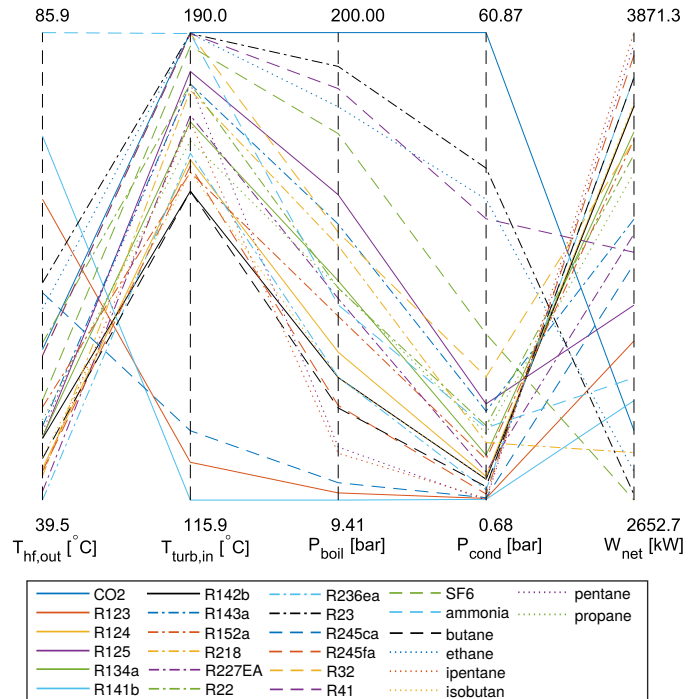 85.9 190.0 200.00 60.87 3871.3
39.5 115.9 9.41 0.68 2652.7
T_hf,out [°C] T_turb,in [°C] P_boil [bar] P_cond [bar] W_net [kW]
CO2 R142b R236ea SF6 pentane
R123 R143a R23 ammonia propane
R124 R152a R245ca butane
R125 R218 R245fa ethane
R134a R227EA R32 ipentane
R141b R22 R41 isobutan